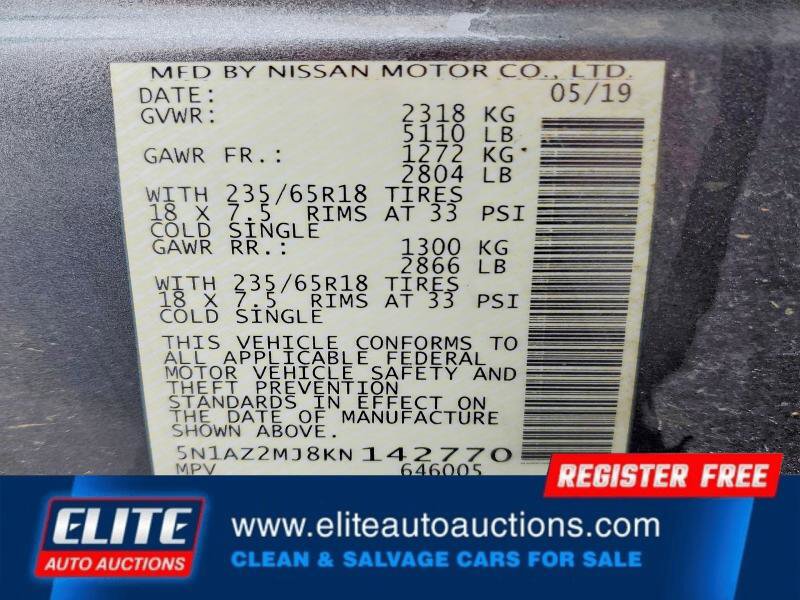 MFD BY NISSAN MOTOR CO., LTD.
DATE: 05/19
GVWR: 2318 KG
5110 LB
GAWR FR.: 1272 KG
2804 LB
WITH 235/65R18 TIRES
18 X 7.5 RIMS AT 33 PSI
COLD SINGLE
GAWR RR.: 1300 KG
2866 LB
WITH 235/65R18 TIRES
18 X 7.5 RIMS AT 33 PSI
COLD SINGLE
THIS VEHICLE CONFORMS TO
ALL APPLICABLE FEDERAL
MOTOR VEHICLE SAFETY AND
THEFT PREVENTION
STANDARDS IN EFFECT ON
THE DATE OF MANUFACTURE
SHOWN ABOVE.
5N1AZ2MJ8KN142770
MPV 646005
REGISTER FREE
ELITE
AUTO AUCTIONS
www.eliteautoauctions.com
CLEAN & SALVAGE CARS FOR SALE